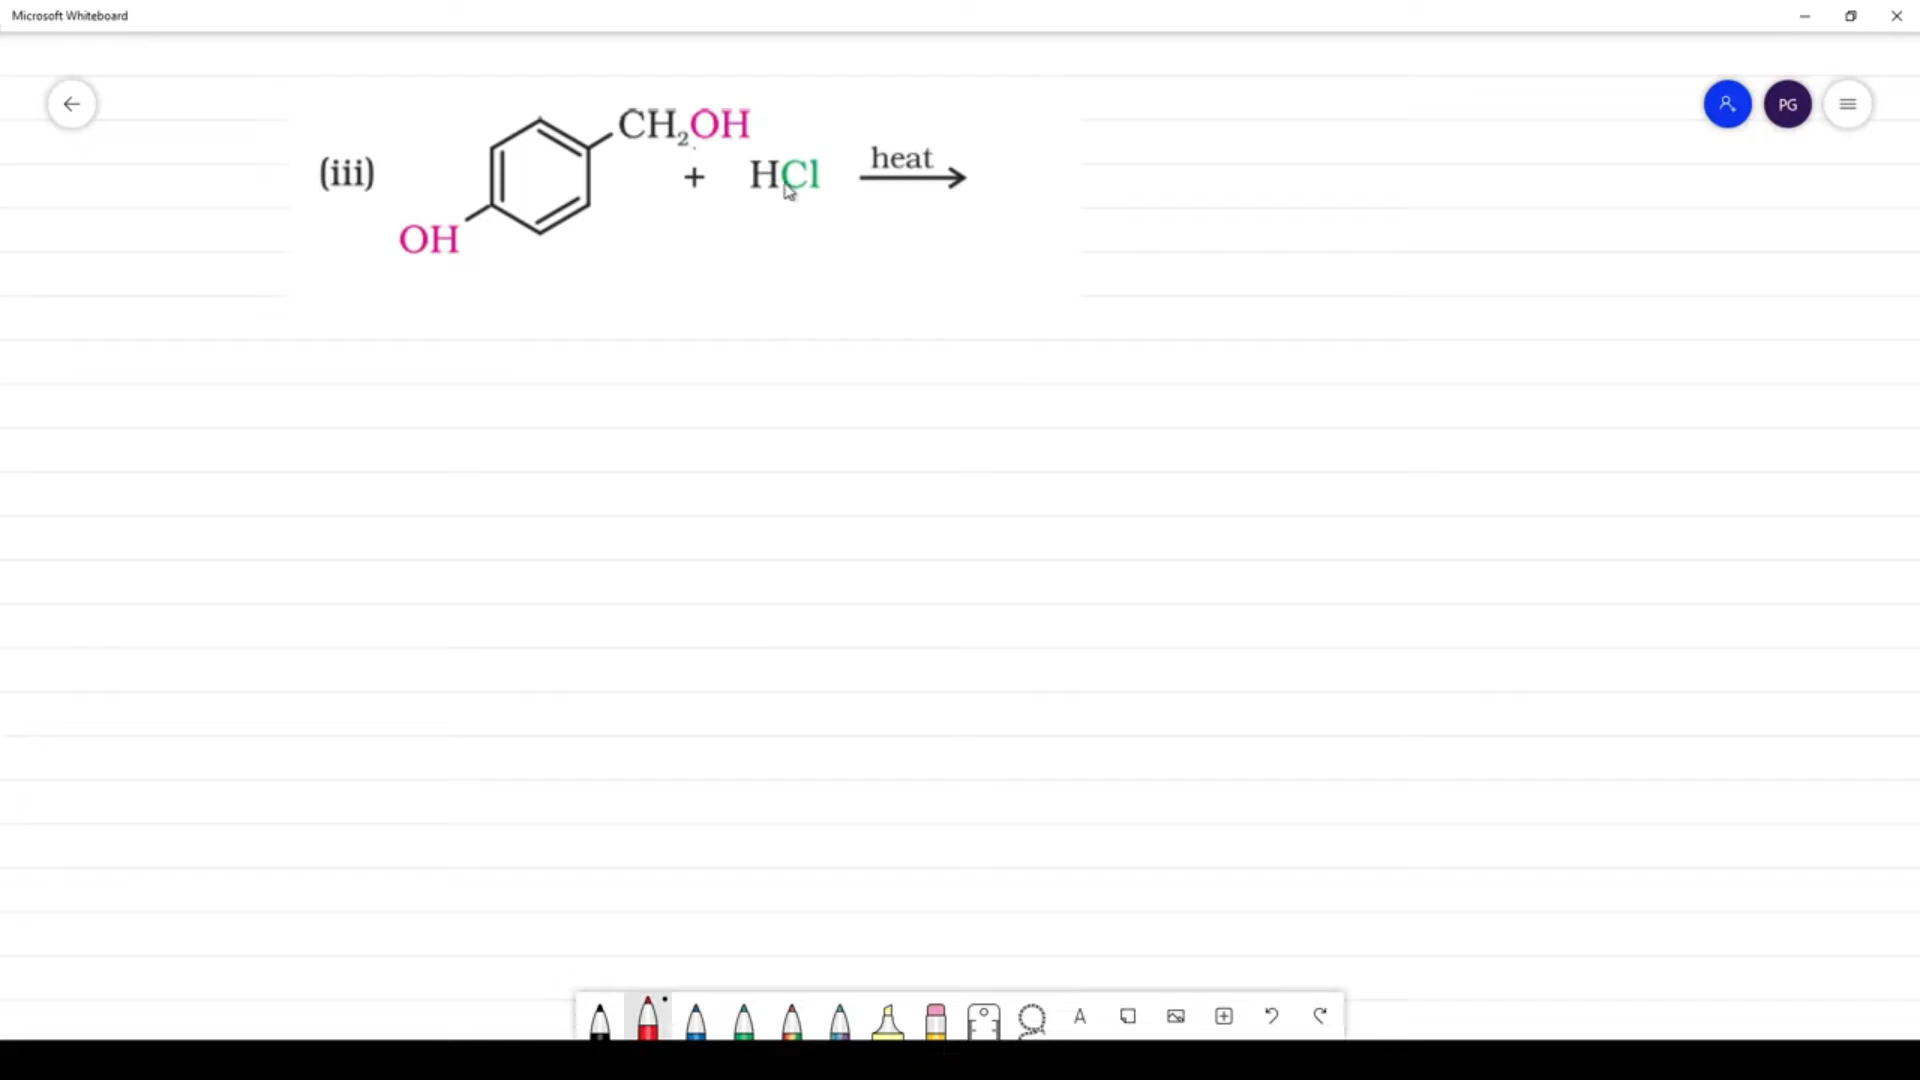 Microsoft Whiteboard
PG
CH₂OH
(iii)
+ HCl
heat
OH
A